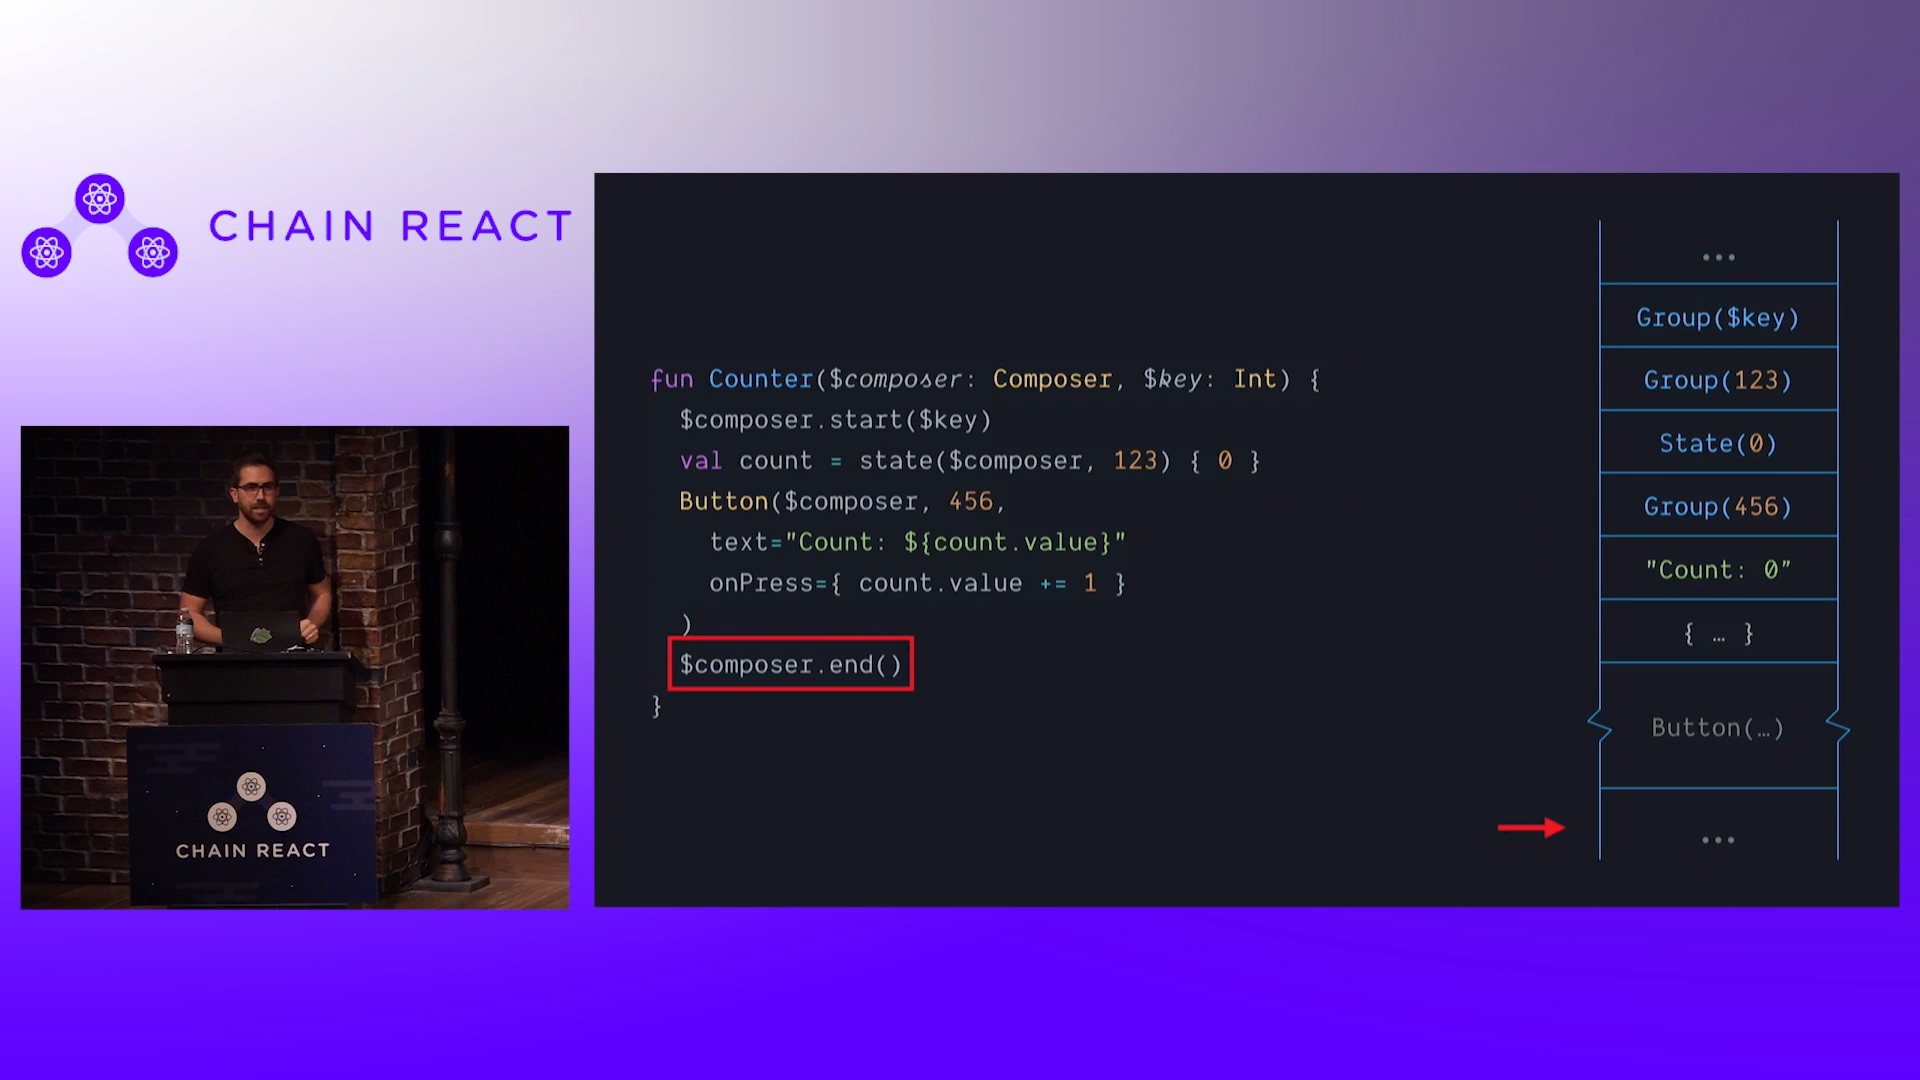 CHAIN REACT
fun Counter($composer: Composer, $key: Int) {
$composer.start($key)
val count = state($composer, 123) { 0 }
Button($composer, 456,
text="Count: ${count.value}"
onPress={ count.value += 1 }
)
$composer.end()
}
...
Group($key)
Group(123)
State(0)
Group(456)
"Count: 0"
{ … }
Button(…)
...
CHAIN REACT